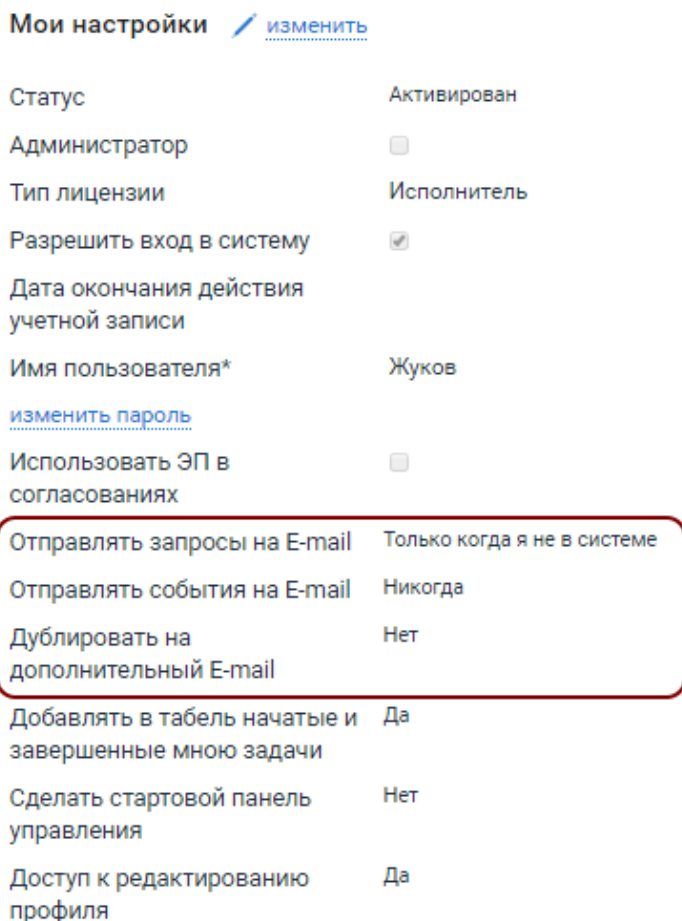 Мои настройки изменить
Статус Активирован
Администратор
Тип лицензии Исполнитель
Разрешить вход в систему
Дата окончания действия
учетной записи
Имя пользователя* Жуков
изменить пароль
Использовать ЭП в
согласованиях
Отправлять запросы на E-mail Только когда я не в системе
Отправлять события на E-mail Никогда
Дублировать на Нет
дополнительный E-mail
Добавлять в табель начатые и Да
завершенные мною задачи
Сделать стартовой панель Нет
управления
Доступ к редактированию Да
профиля